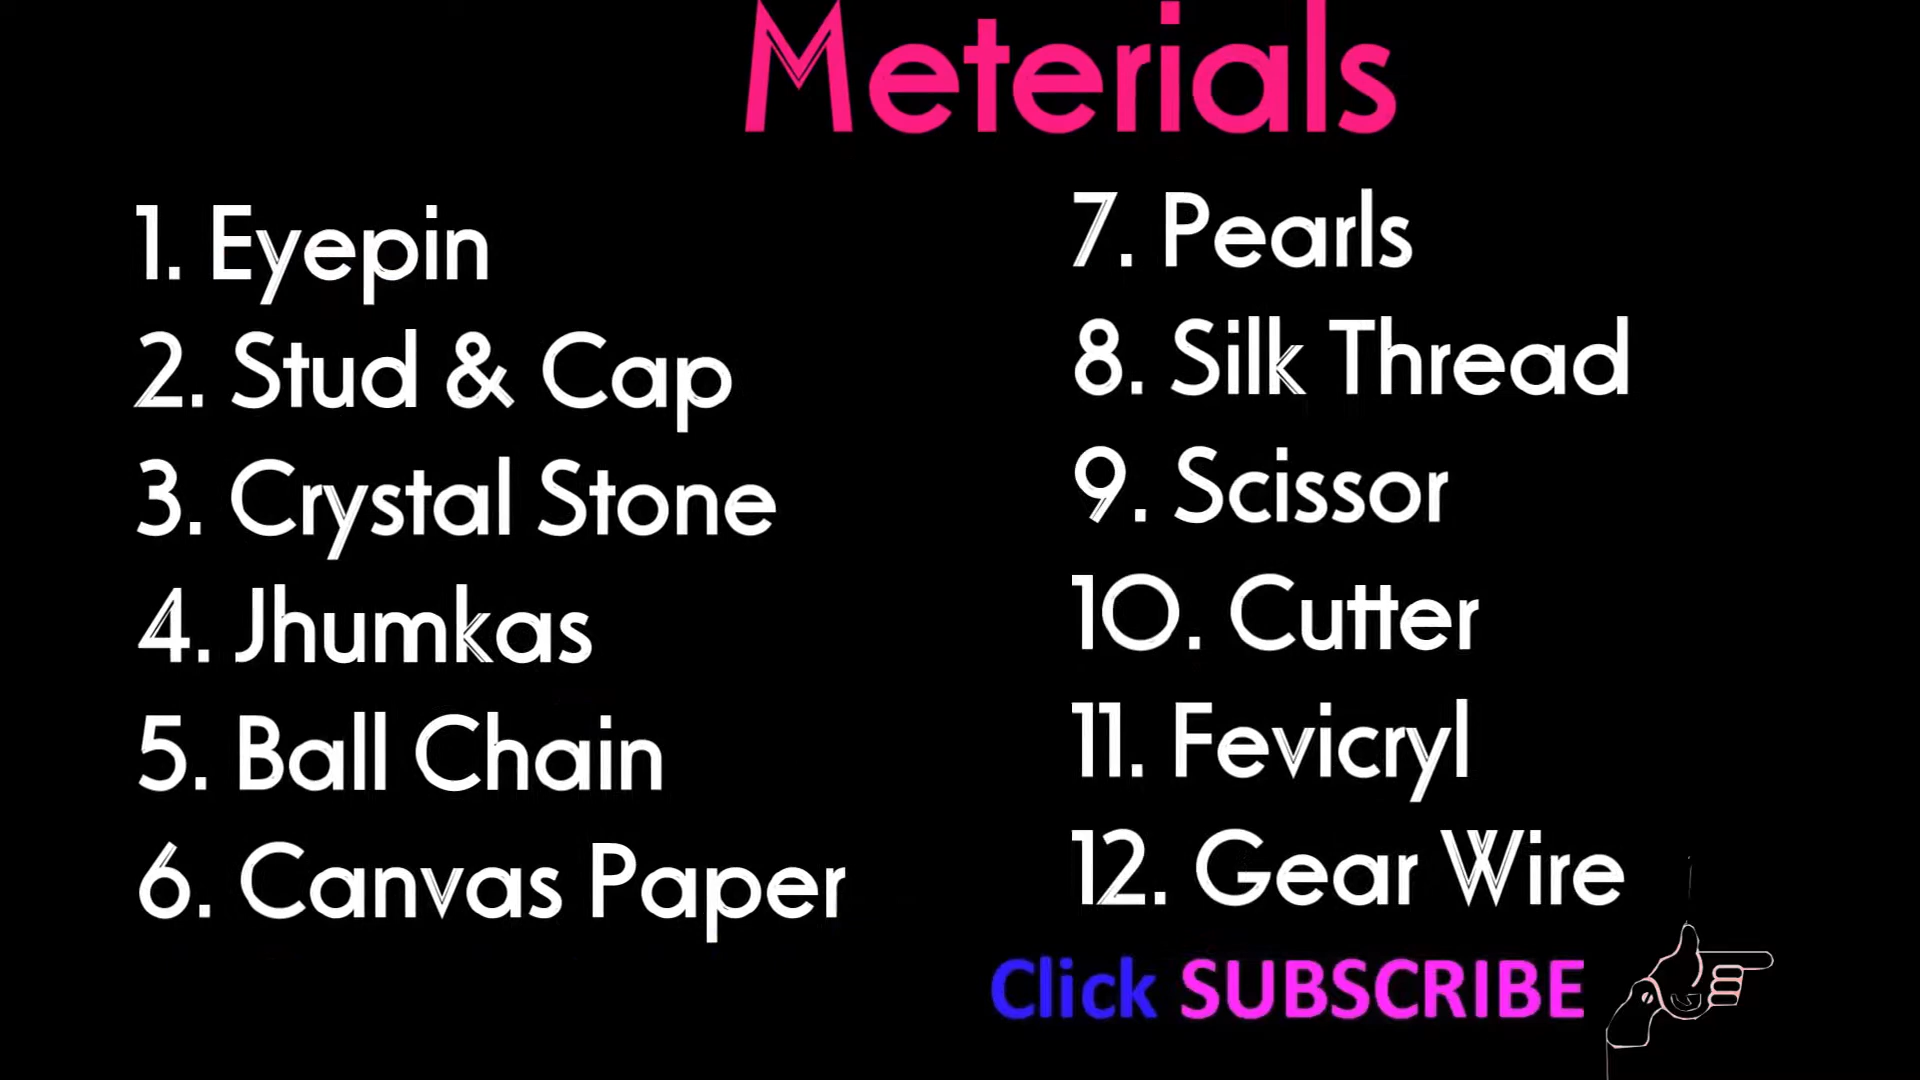 Meterials
1. Eyepin
2. Stud & Cap
3. Crystal Stone
4. Jhumkas
5. Ball Chain
6. Canvas Paper
7. Pearls
8. Silk Thread
9. Scissor
10. Cutter
11. Fevicryl
12. Gear Wire
Click SUBSCRIBE